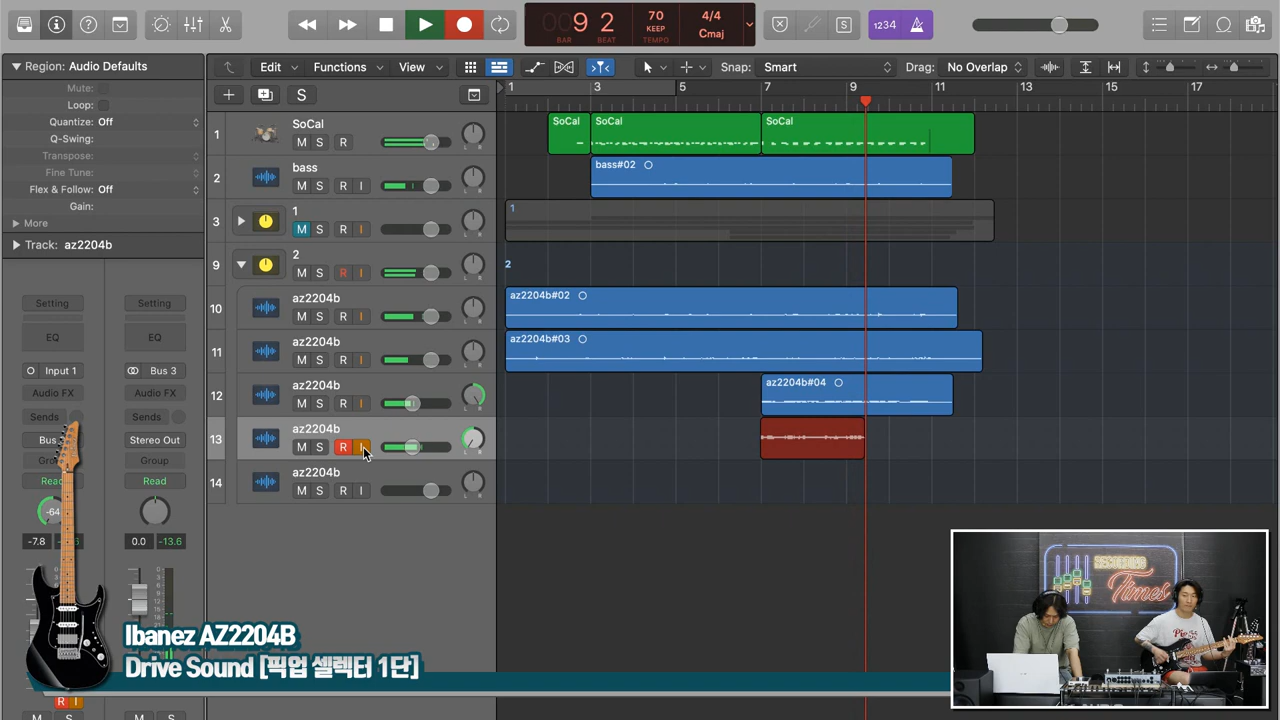 9 2
BAR BEAT
70
TEMPO
4/4
Cmaj
1234
Region: Audio Defaults
Mute:
Loop:
Quantize: Off
Q-Swing:
Transpose:
Fine Tune:
Flex & Follow: Off
Gain:
More
Track: az2204b
Edit Functions View
Snap: Smart
Drag: No Overlap
S
1 3 5 7 9 11 13 15 17
1 SoCal
M S R
SoCal SoCal SoCal
2 bass
M S R I
bass#02
3 1
M S R I
1
9 2
M S R I
2
10 az2204b
M S R I
az2204b#02
11 az2204b
M S R I
az2204b#03
12 az2204b
M S R I
az2204b#04
13 az2204b
M S R I
14 az2204b
M S R I
Setting Setting
EQ EQ
Input 1 Bus 3
Audio FX Audio FX
Sends Sends
Stereo Out
Group
Read Read
-64
-7.8 0.0 -13.6
RECORDING
Times
Ibanez AZ2204B
Drive Sound [픽업 셀렉터 1단]
R I
M S M S